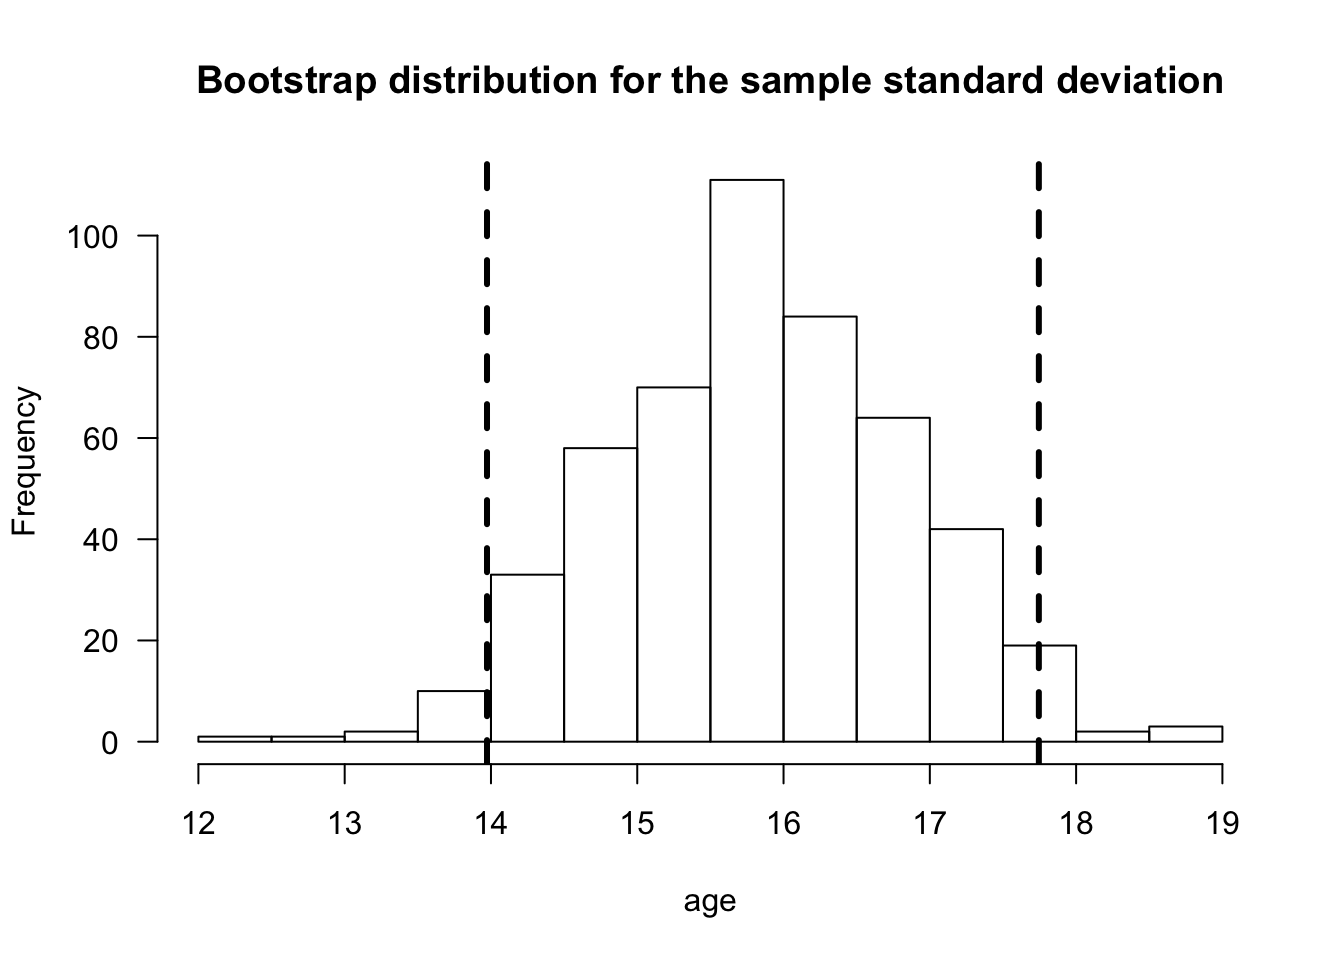 Bootstrap distribution for the sample standard deviation
Frequency
100
80
60
40
20
0
12 13 14 15 16 17 18 19
age